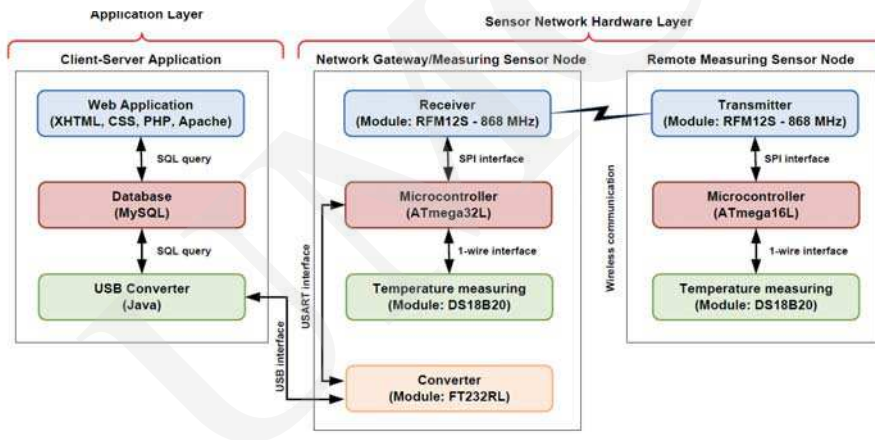 Application Layer
Sensor Network Hardware Layer
Client-Server Application
Network Gateway/Measuring Sensor Node
Remote Measuring Sensor Node
Web Application
(XHTML, CSS, PHP, Apache)
SQL query
Database
(MySQL)
SQL query
USB Converter
(Java)
USB interface
Receiver
(Module: RFM12S - 868 MHz)
SPI interface
Microcontroller
(ATmega32L)
1-wire interface
Temperature measuring
(Module: DS18B20)
USART interface
Converter
(Module: FT232RL)
Wireless communication
Transmitter
(Module: RFM12S - 868 MHz)
SPI interface
Microcontroller
(ATmega16L)
1-wire interface
Temperature measuring
(Module: DS18B20)